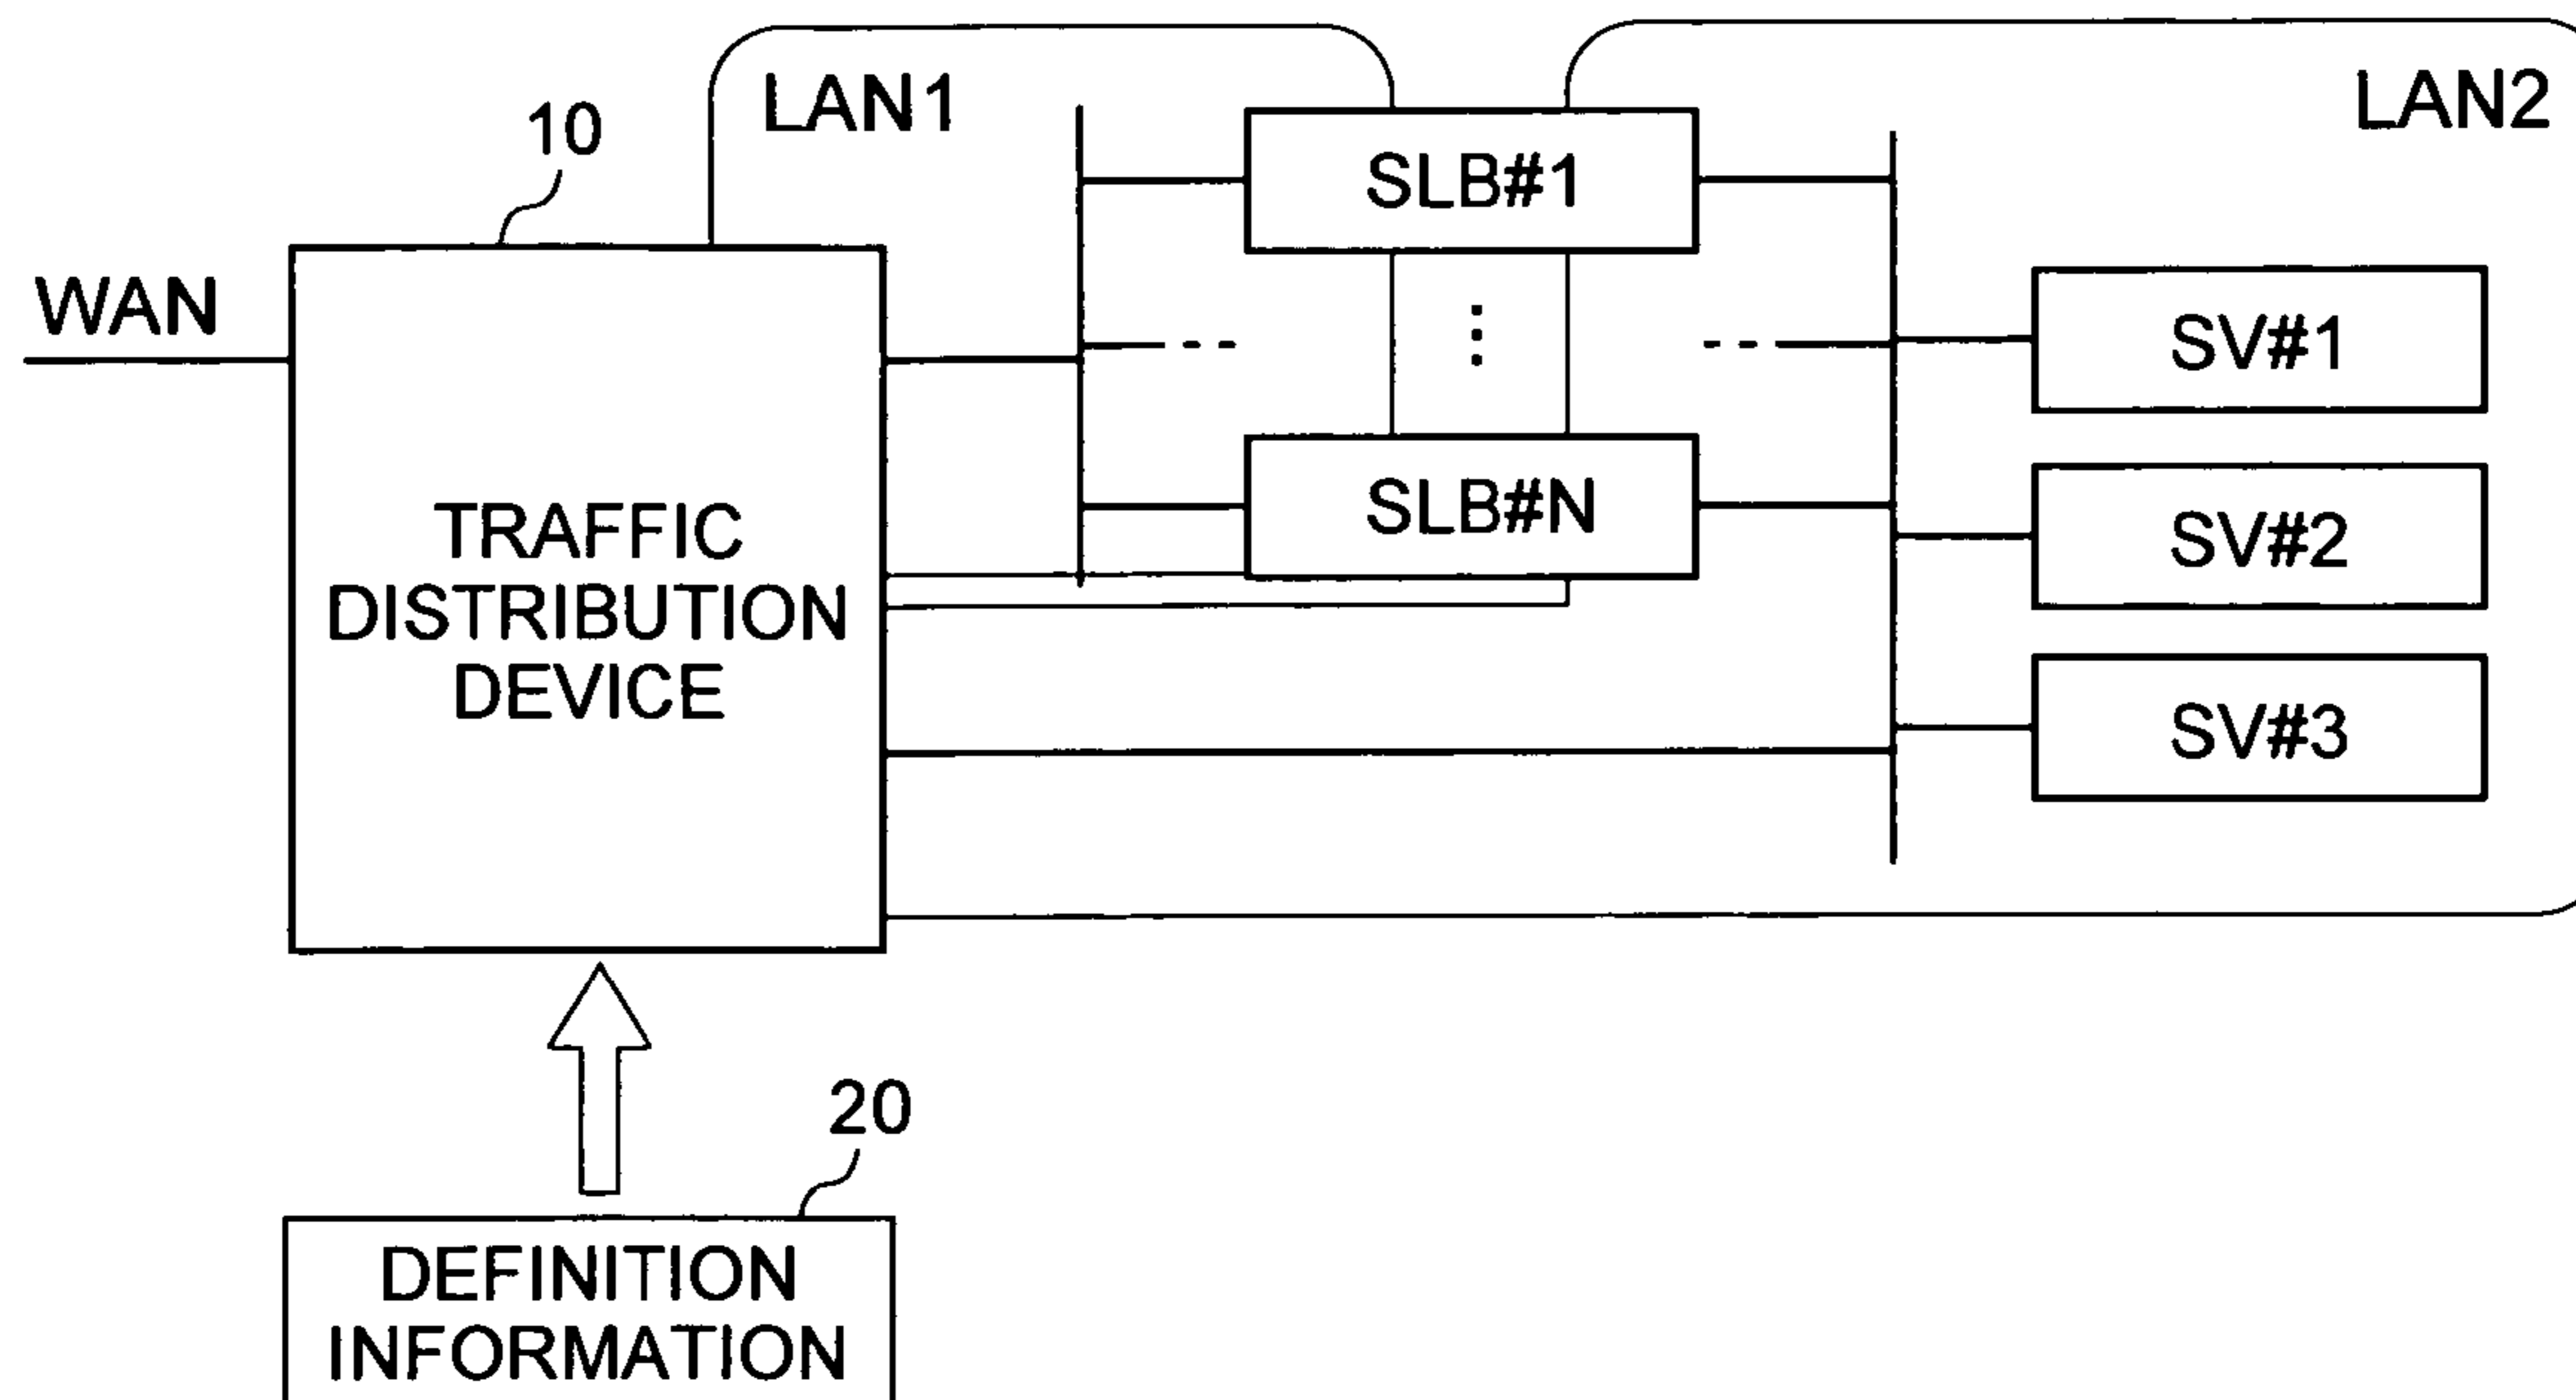 LAN1
LAN2
10
SLB#1
WAN
SV#1
SLB#N
SV#2
TRAFFIC
DISTRIBUTION
DEVICE
SV#3
20
DEFINITION
INFORMATION